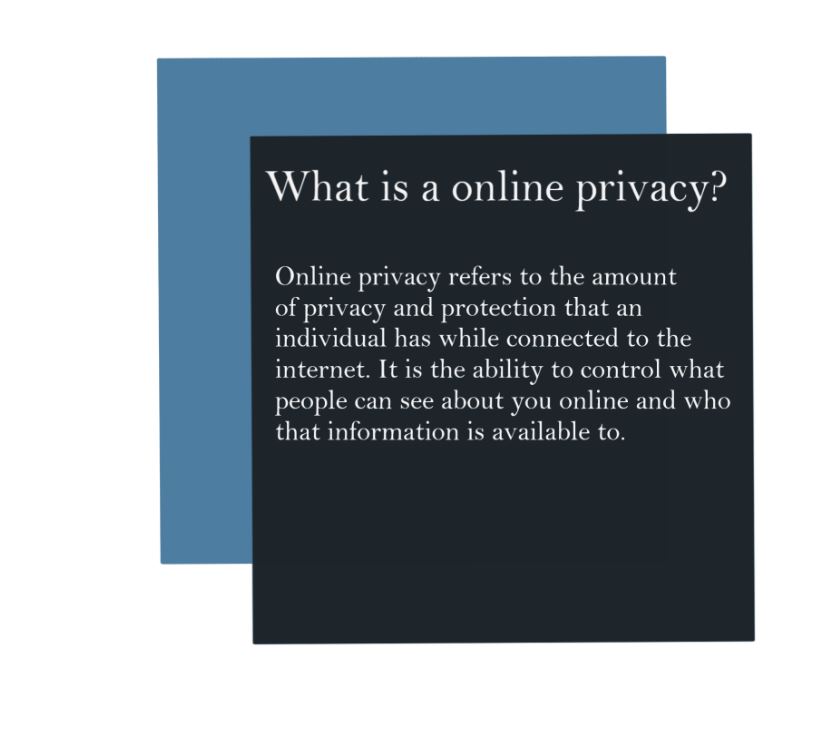 What is a online privacy?
Online privacy refers to the amount
of privacy and protection that an
individual has while connected to the
internet. It is the ability to control what
people can see about you online and who
that information is available to.